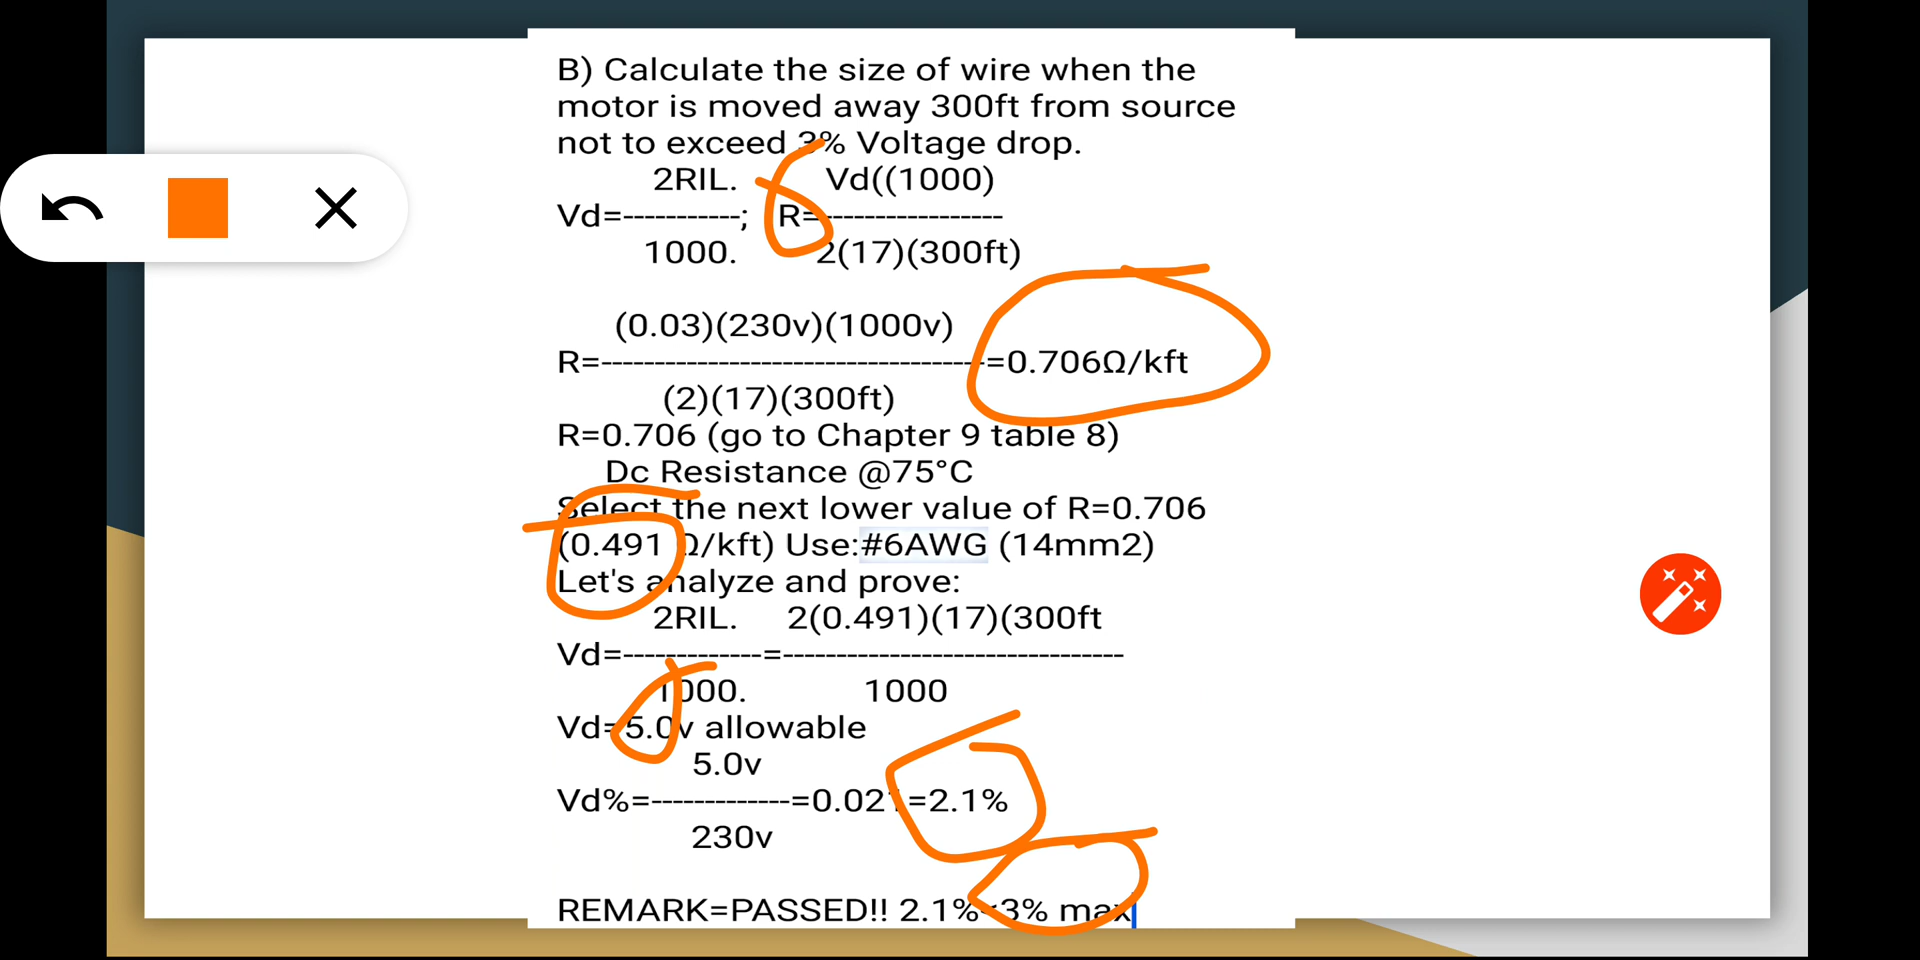 B) Calculate the size of wire when the
motor is moved away 300ft from source
not to exceed 3% Voltage drop.
2RIL. Vd((1000)
Vd=-----------; R=-----------------
1000. 2(17)(300ft)
(0.03)(230v)(1000v)
R=------------------------------------=0.706Ω/kft
(2)(17)(300ft)
R=0.706 (go to Chapter 9 table 8)
Dc Resistance @75°C
Select the next lower value of R=0.706
(0.491 Ω/kft) Use:#6AWG (14mm2)
Let's analyze and prove:
2RIL. 2(0.491)(17)(300ft
Vd=-------------=--------------------------------
1000. 1000
Vd=5.0v allowable
5.0v
Vd%=-------------=0.021=2.1%
230v
REMARK=PASSED!! 2.1%<3% max